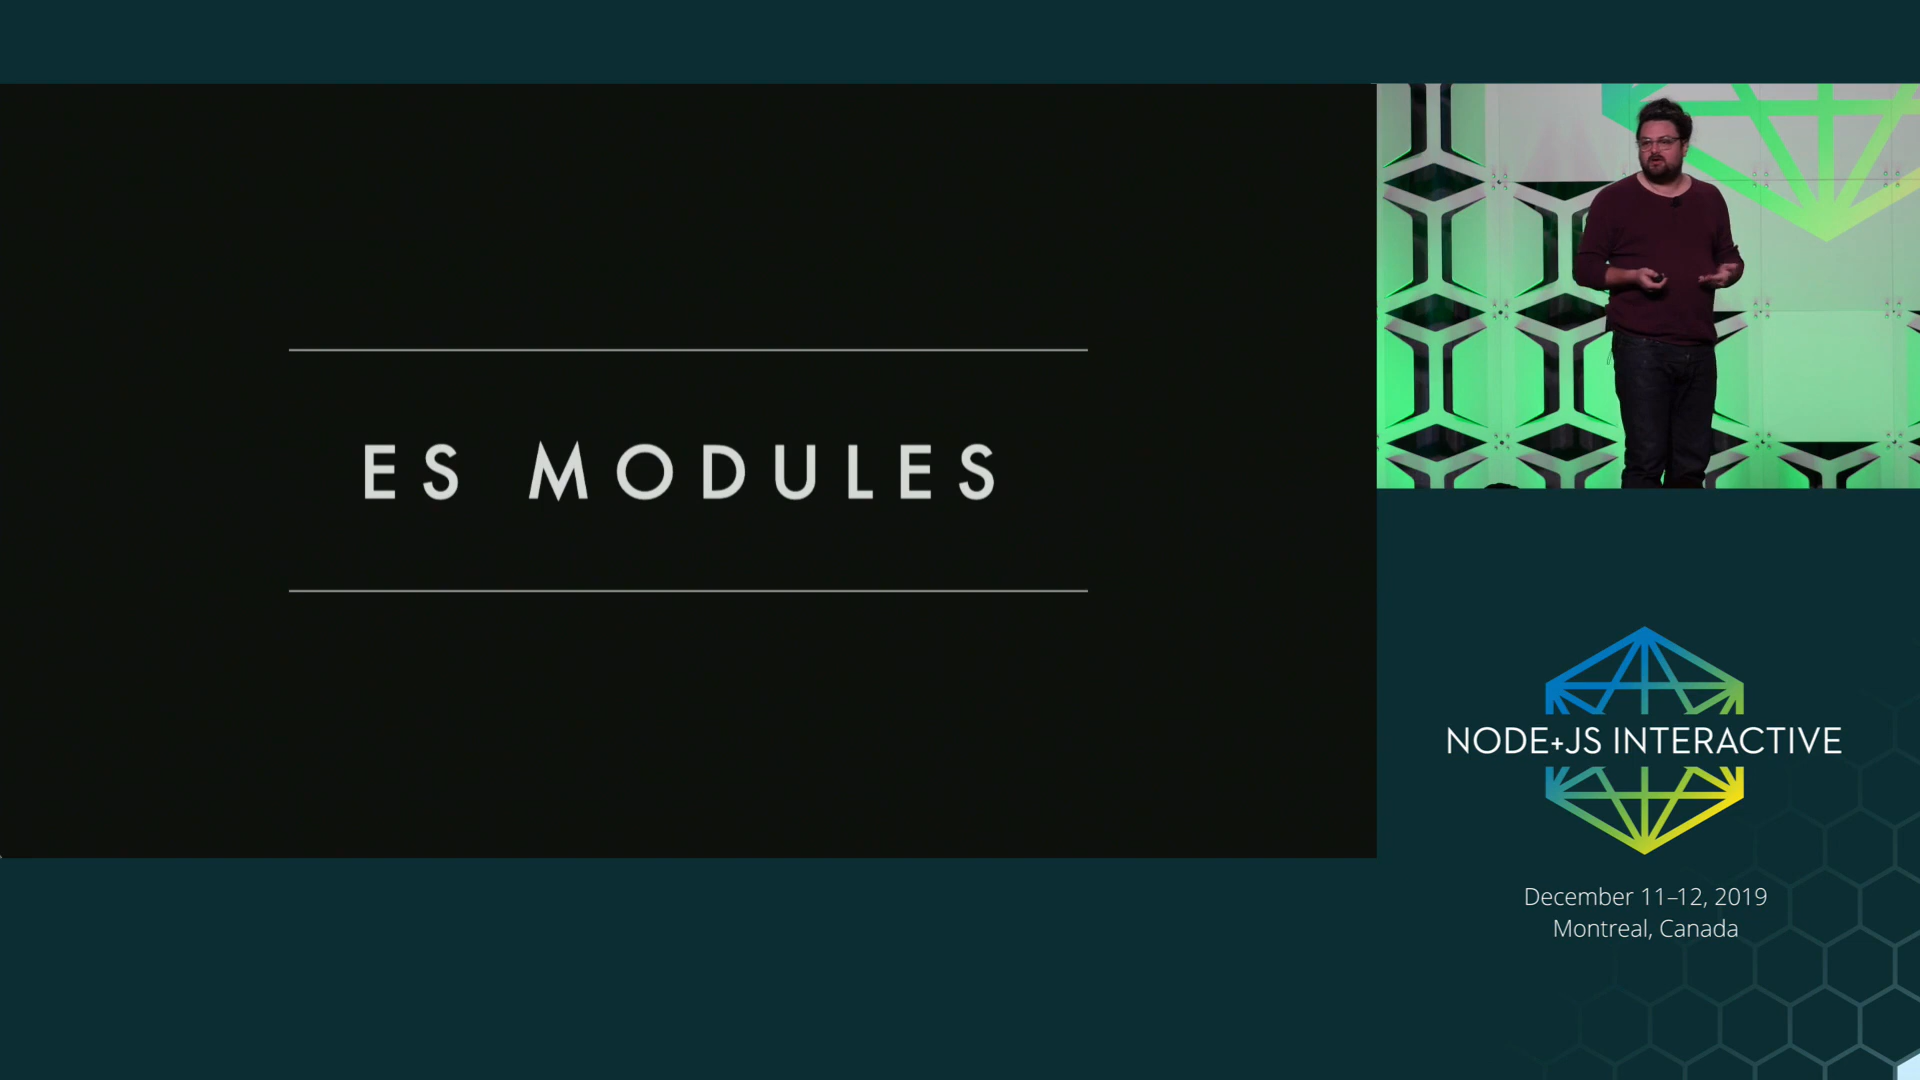 ES MODULES
NODE+JS INTERACTIVE
December 11–12, 2019
Montreal, Canada